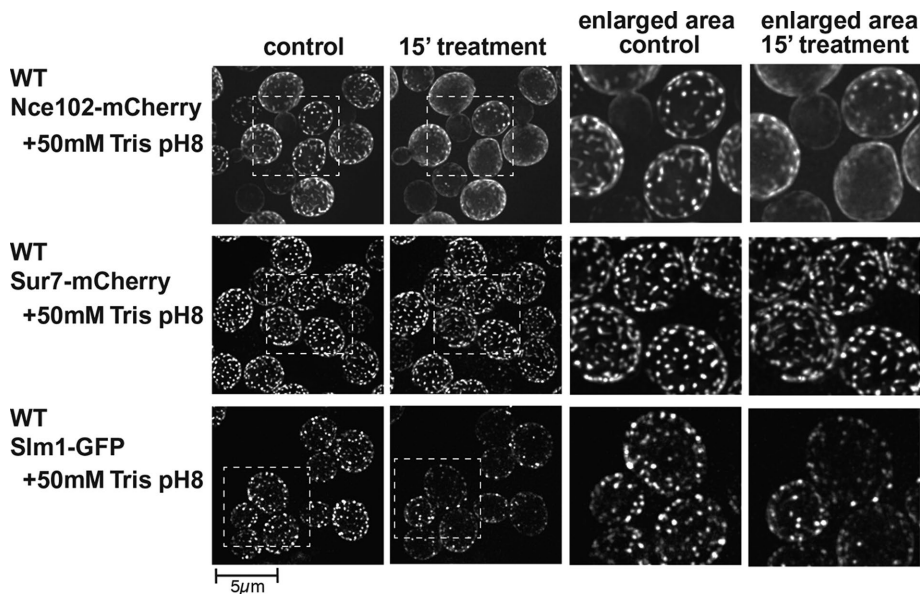 control
15’ treatment
enlarged area
control
enlarged area
15’ treatment
WT
Nce102-mCherry
+50mM Tris pH8
WT
Sur7-mCherry
+50mM Tris pH8
WT
Slm1-GFP
+50mM Tris pH8
5µm